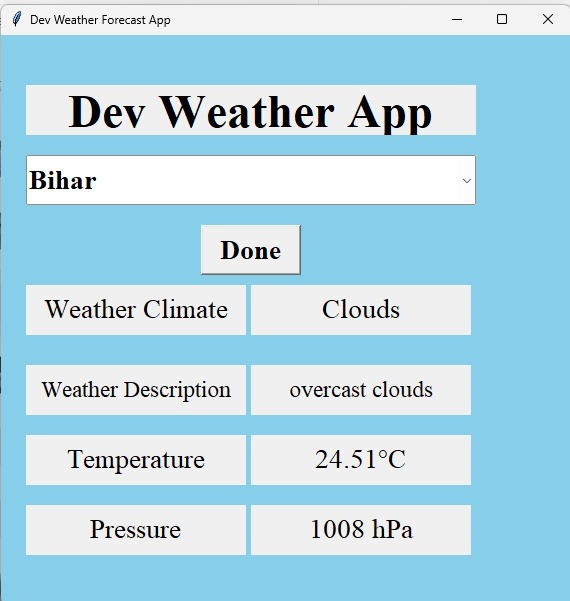 Dev Weather Forecast App
Dev Weather App
Bihar
Done
Weather Climate Clouds
Weather Description overcast clouds
Temperature 24.51°C
Pressure 1008 hPa